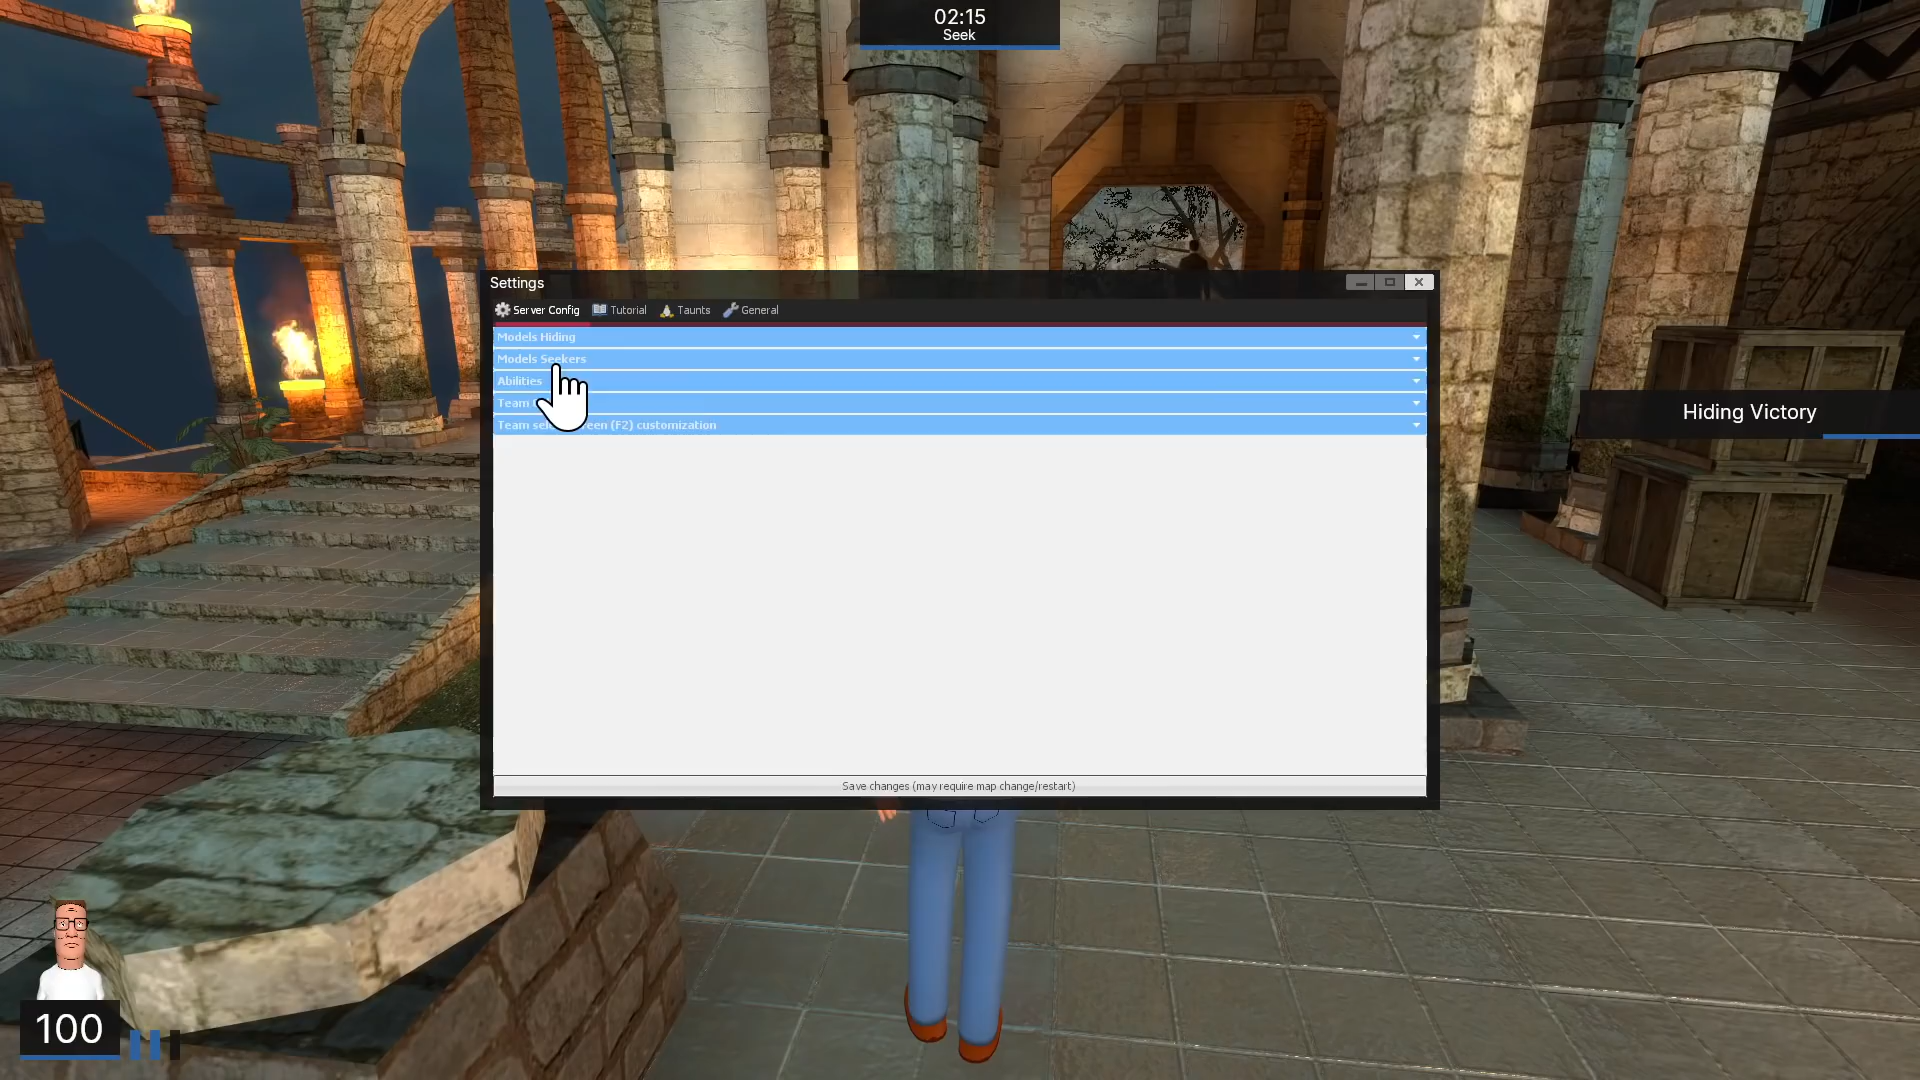 02:15
Seek
Settings
Server Config Tutorial Taunts General
Models Hiding
Models Seekers
Abilities
Team
Team sele een (F2) customization
Hiding Victory
Save changes (may require map change/restart)
100